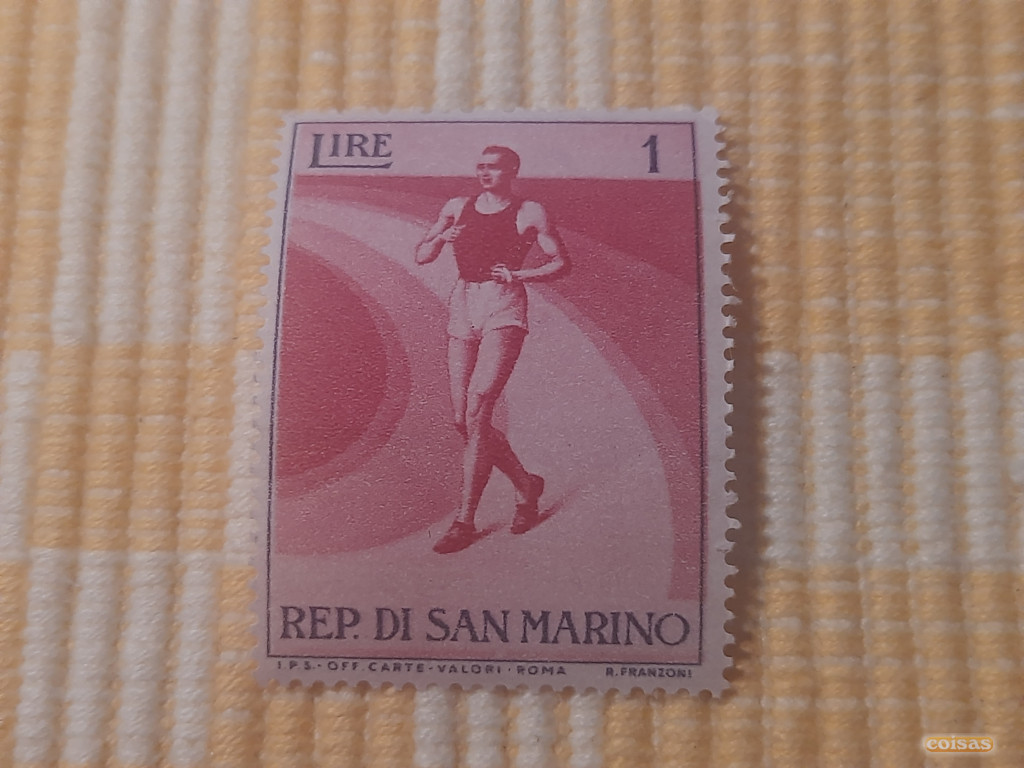 LIRE 1
REP. DI SAN MARINO
I.P.S. · OFF. CARTE - VALORI · ROMA R. FRANZONI
coisas